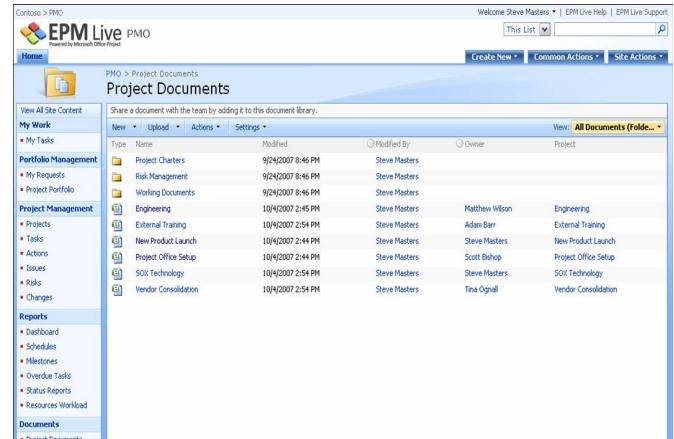 Contoso > PMO
Welcome Steve Masters | EPM Live Help | EPM Live Support
EPM Live PMO
Powered by Microsoft Office Project
This List
Home
Create New
Common Actions
Site Actions
PMO > Project Documents
Project Documents
View All Site Content
Share a document with the team by adding it to this document library.
My Work
New Upload Actions Settings View: All Documents (Folde...
My Tasks
Type Name Modified Modified By Owner Project
Portfolio Management
My Requests
Project Portfolio
Project Management
Projects
Tasks
Actions
Issues
Risks
Changes
Reports
Dashboard
Schedules
Milestones
Overdue Tasks
Status Reports
Resources Workload
Documents
Project Documents
Project Charters 9/24/2007 8:46 PM Steve Masters
Risk Management 9/24/2007 8:46 PM Steve Masters
Working Documents 9/24/2007 8:46 PM Steve Masters
Engineering 10/4/2007 2:45 PM Steve Masters Matthew Wilson Engineering
External Training 10/4/2007 2:54 PM Steve Masters Adam Barr External Training
New Product Launch 10/4/2007 2:44 PM Steve Masters Steve Masters New Product Launch
Project Office Setup 10/4/2007 2:44 PM Steve Masters Scott Bishop Project Office Setup
SOX Technology 10/4/2007 2:54 PM Steve Masters Steve Masters SOX Technology
Vendor Consolidation 10/4/2007 2:54 PM Steve Masters Tina Ognall Vendor Consolidation